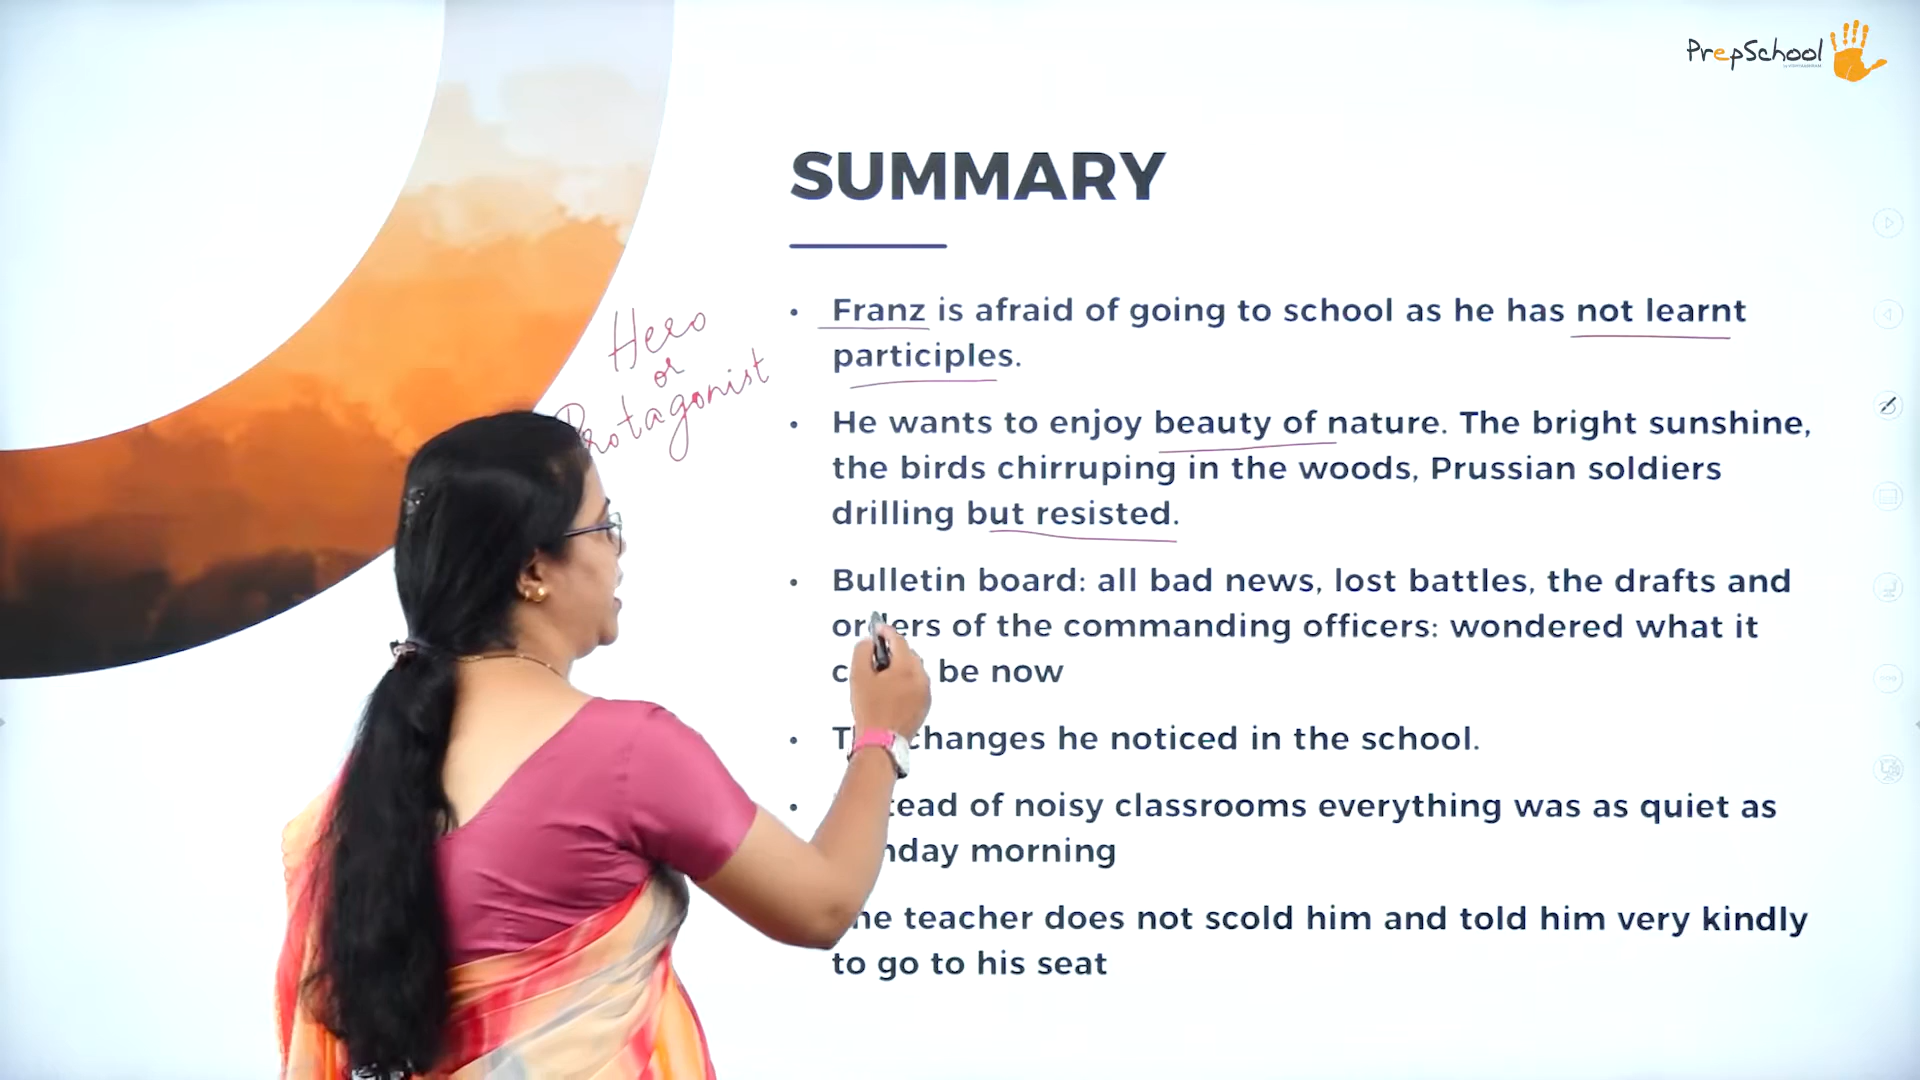 PrepSchool
SUMMARY
Hero
or
Protagonist
• Franz is afraid of going to school as he has not learnt
participles.
• He wants to enjoy beauty of nature. The bright sunshine,
the birds chirruping in the woods, Prussian soldiers
drilling but resisted.
• Bulletin board: all bad news, lost battles, the drafts and
orders of the commanding officers: wondered what it
be now
• changes he noticed in the school.
• of noisy classrooms everything was as quiet as
morning
teacher does not scold him and told him very kindly
to go to his seat